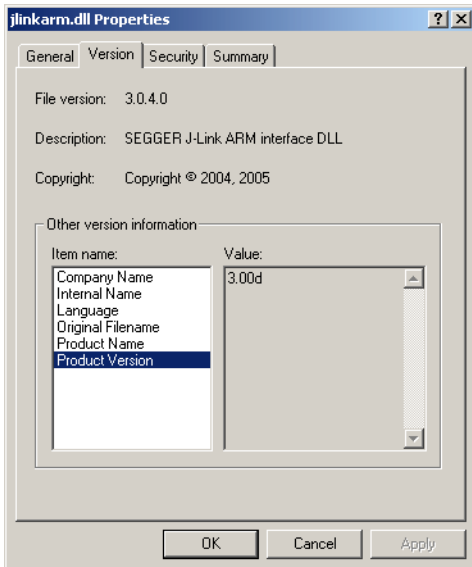 jlinkarm.dll Properties
General Version Security Summary
File version: 3.0.4.0
Description: SEGGER J-Link ARM interface DLL
Copyright: Copyright © 2004, 2005
Other version information
Item name: Value:
Company Name 3.00d
Internal Name
Language
Original Filename
Product Name
Product Version
OK Cancel Apply